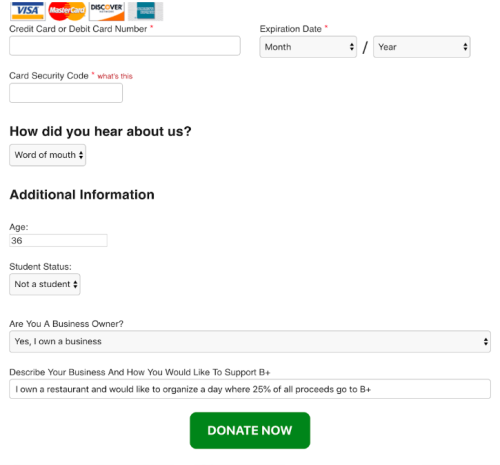 VISA MasterCard DISCOVER
Credit Card or Debit Card Number * Expiration Date *
Month / Year
Card Security Code * what's this
How did you hear about us?
Word of mouth
Additional Information
Age:
36
Student Status:
Not a student
Are You A Business Owner?
Yes, I own a business
Describe Your Business And How You Would Like To Support B+
I own a restaurant and would like to organize a day where 25% of all proceeds go to B+
DONATE NOW